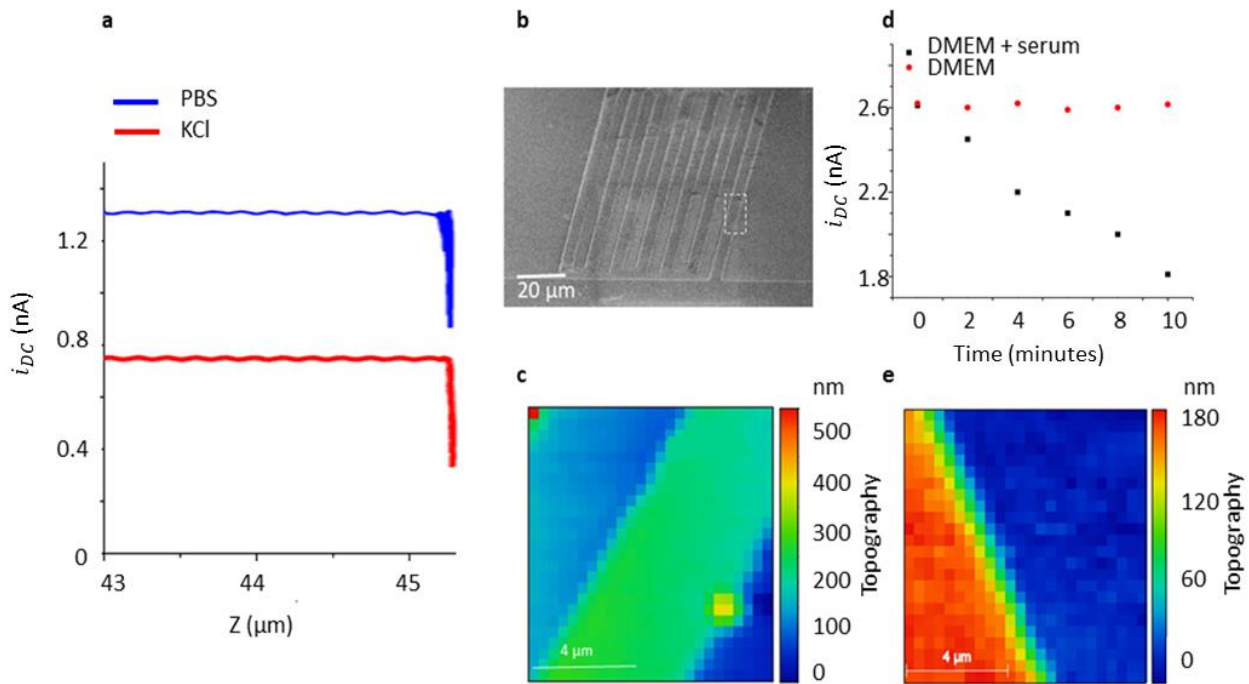 a
PBS
KCl
1.2
0.8
0.4
0
i_DC (nA)
43
44
45
Z (µm)
b
20 µm
d
DMEM + serum
DMEM
2.6
2.2
1.8
i_DC (nA)
0 2 4 6 8 10
Time (minutes)
c
nm
500
400
300
200
100
0
Topography
4 µm
e
nm
180
120
60
0
Topography
4 µm